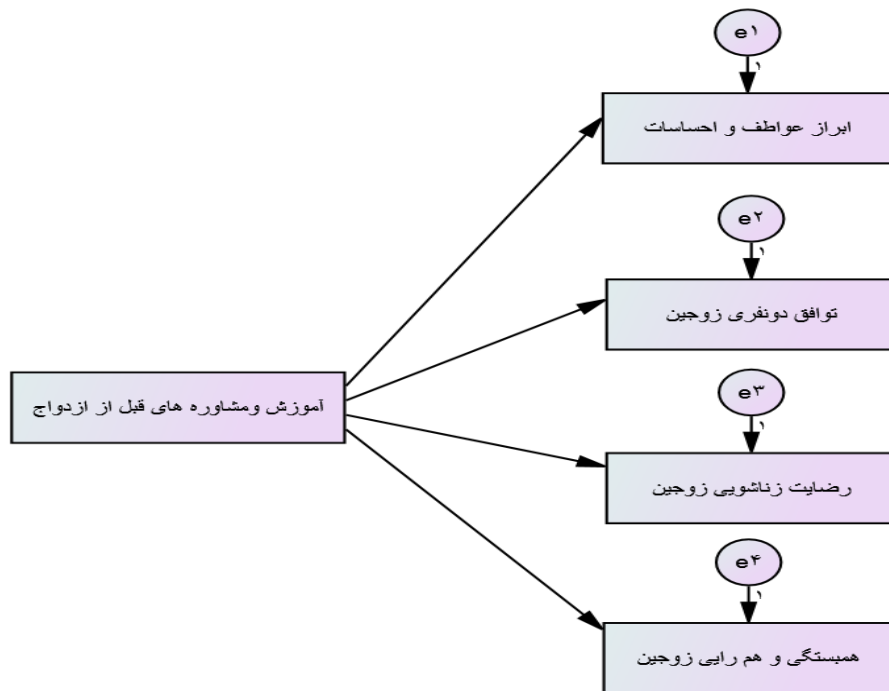 e۱
۱
ابراز عواطف و احساسات
e۲
۱
توافق دونفری زوجین
آموزش ومشاوره های قبل از ازدواج
e۳
۱
رضایت زناشویی زوجین
e۴
۱
همبستگی و هم رایی زوجین